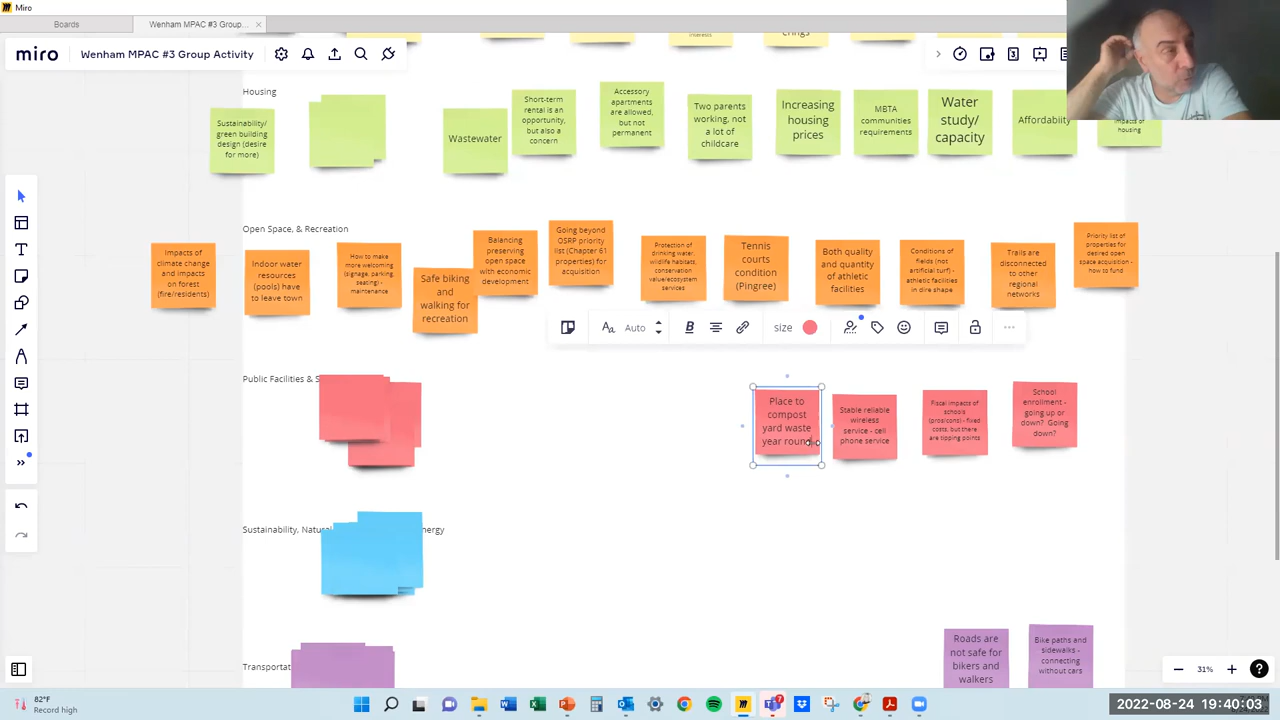 Miro
Boards
Wenham MPAC #3 Group...
miro
Wenham MPAC #3 Group Activity
interests
erings
3
Housing
Sustainability/
green building
design (desire
for more)
Wastewater
Short-term
rental is an
opportunity,
but also a
concern
Accessory
apartments
are allowed,
but not
permanent
Two parents
working, not
a lot of
childcare
Increasing
housing
prices
MBTA
communities
requirements
Water
study/
capacity
Affordability
impacts of
housing
Open Space, & Recreation
Impacts of
climate change
and impacts
on forest
(fire/residents)
Indoor water
resources
(pools) have
to leave town
How to make
more welcoming
(signage, parking,
seating) -
maintenance
Safe biking
and
walking for
recreation
Balancing
preserving
open space
with economic
development
Going beyond
OSRP priority
list (Chapter 61
properties) for
acquisition
Protection of
drinking water,
wildlife habitats,
conservation
value/ecosystem
services
Tennis
courts
condition
(Pingree)
Both quality
and quantity
of athletic
facilities
Conditions of
fields (not
artificial turf) -
athletic facilities
in dire shape
Trails are
disconnected
to other
regional
networks
Priority list of
properties for
desired open
space acquisition -
how to fund
Auto
B
size
Public Facilities & S
Place to
compost
yard waste
year round
Stable reliable
wireless
service - cell
phone service
Fiscal impacts of
schools
(pros/cons) - fixed
costs, but there
are tipping points
School
enrollment -
going up or
down? Going
down?
Sustainability, Natur
nergy
Transportat
Roads are
not safe for
bikers and
walkers
Bike paths and
sidewalks -
connecting
without cars
31%
82°F
Record high
2022-08-24 19:40:03